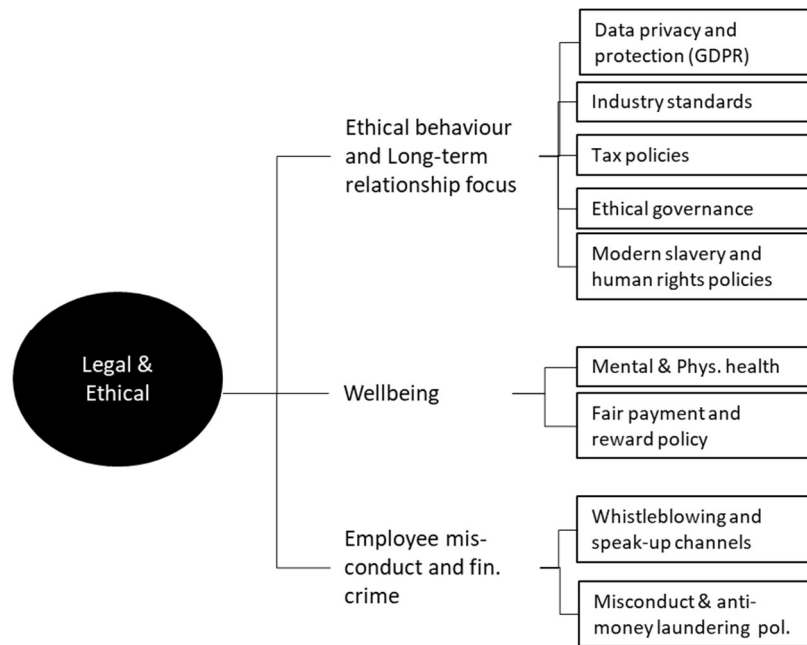 Legal &
Ethical
Ethical behaviour
and Long-term
relationship focus
Data privacy and
protection (GDPR)
Industry standards
Tax policies
Ethical governance
Modern slavery and
human rights policies
Wellbeing
Mental & Phys. health
Fair payment and
reward policy
Employee mis-
conduct and fin.
crime
Whistleblowing and
speak-up channels
Misconduct & anti-
money laundering pol.